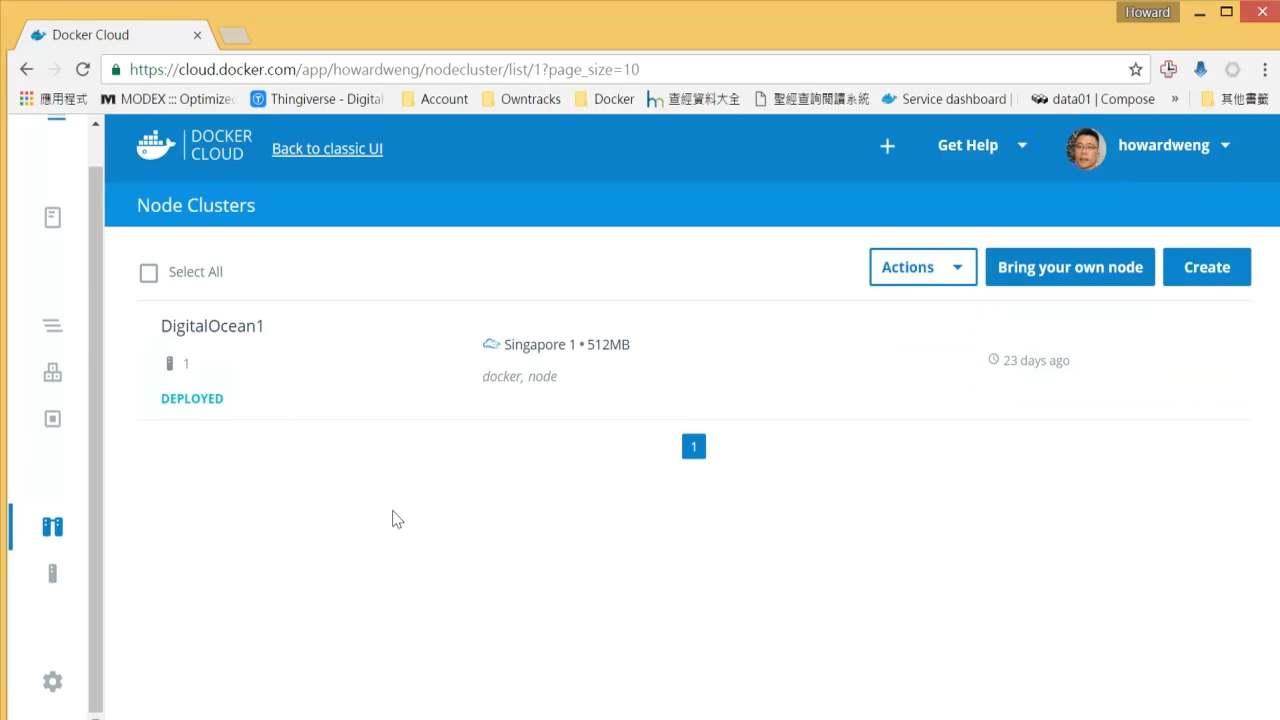 Howard
Docker Cloud
https://cloud.docker.com/app/howardweng/nodecluster/list/1?page_size=10
應用程式 MODEX ::: Optimized Thingiverse - Digital Account Owntracks Docker 查經資料大全 聖經查詢閱讀系統 Service dashboard | data01 | Compose » 其他書籤
DOCKER CLOUD Back to classic UI + Get Help howardweng
Node Clusters
Select All Actions Bring your own node Create
DigitalOcean1
Singapore 1 • 512MB
1 23 days ago
docker, node
DEPLOYED
1